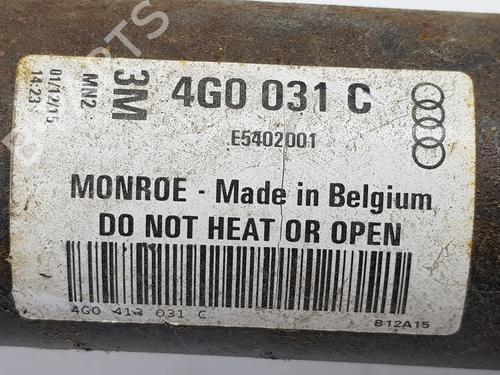 01/12/15
14:23
MN2
3M
4G0 031 C
E5402001
MONROE - Made in Belgium
DO NOT HEAT OR OPEN
4G0 413 031 C
B12A15